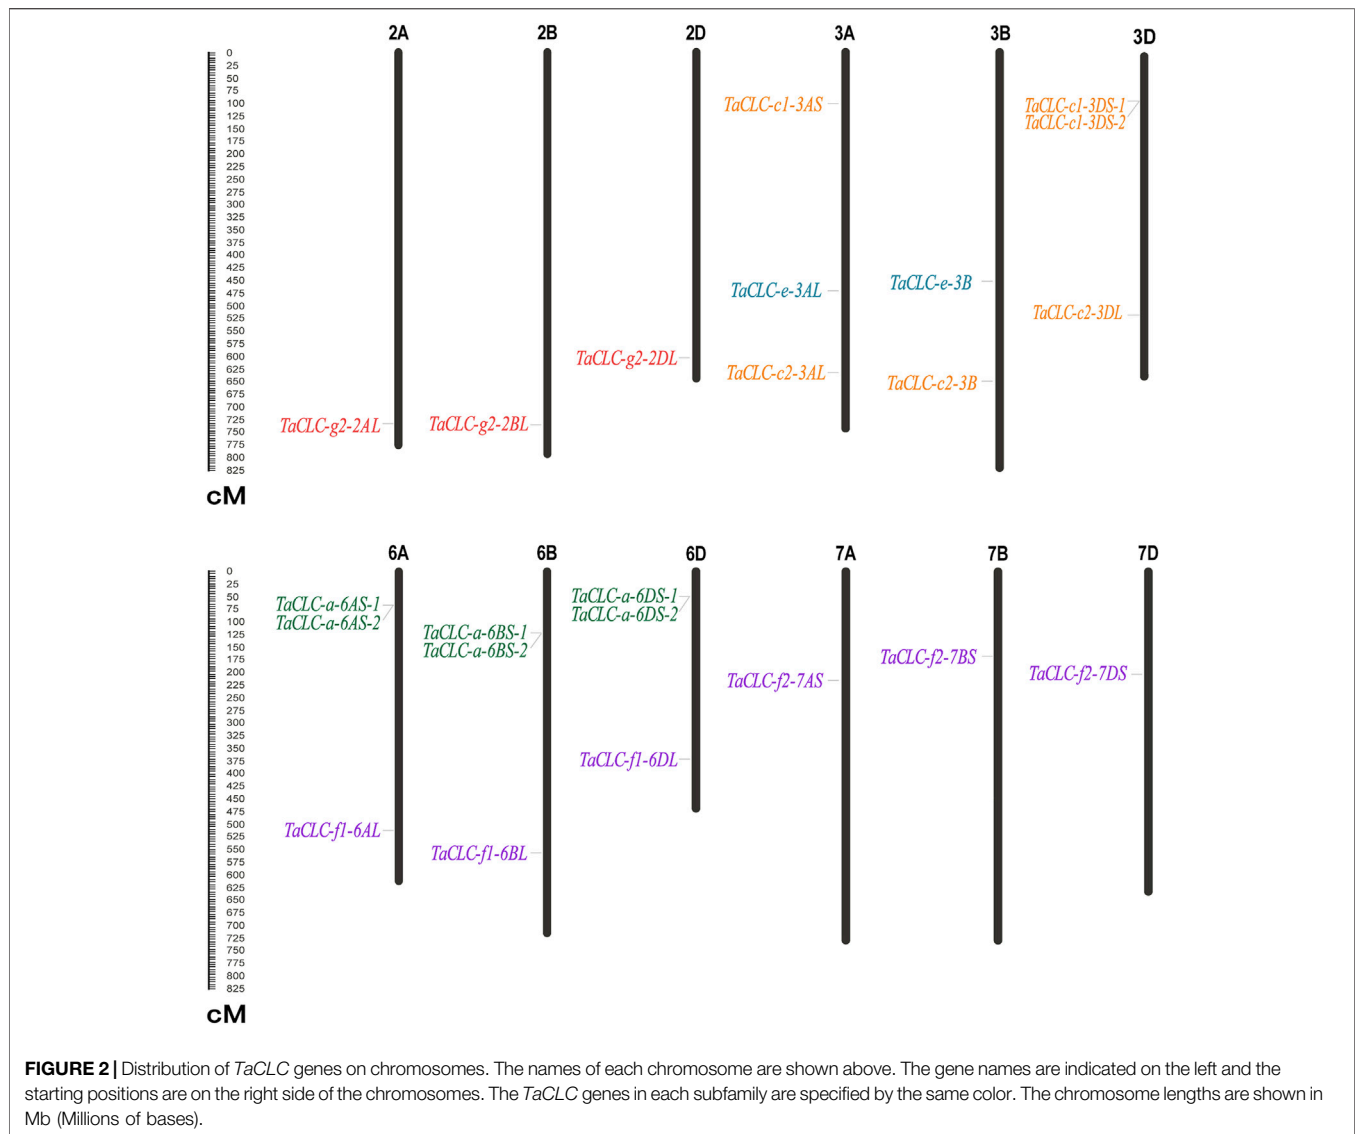 2A 2B 2D 3A 3B 3D
0
25
50
75
100
125
150
175
200
225
250
275
300
325
350
375
400
425
450
475
500
525
550
575
600
625
650
675
700
725
750
775
800
825
cM
TaCLC-g2-2AL
TaCLC-g2-2BL
TaCLC-g2-2DL
TaCLC-c1-3AS
TaCLC-e-3AL
TaCLC-c2-3AL
TaCLC-e-3B
TaCLC-c2-3B
TaCLC-c1-3DS-1
TaCLC-c1-3DS-2
TaCLC-c2-3DL
6A 6B 6D 7A 7B 7D
0
25
50
75
100
125
150
175
200
225
250
275
300
325
350
375
400
425
450
475
500
525
550
575
600
625
650
675
700
725
750
775
800
825
cM
TaCLC-a-6AS-1
TaCLC-a-6AS-2
TaCLC-f1-6AL
TaCLC-a-6BS-1
TaCLC-a-6BS-2
TaCLC-f1-6BL
TaCLC-a-6DS-1
TaCLC-a-6DS-2
TaCLC-f1-6DL
TaCLC-f2-7AS
TaCLC-f2-7BS
TaCLC-f2-7DS
FIGURE 2 | Distribution of TaCLC genes on chromosomes. The names of each chromosome are shown above. The gene names are indicated on the left and the
starting positions are on the right side of the chromosomes. The TaCLC genes in each subfamily are specified by the same color. The chromosome lengths are shown in
Mb (Millions of bases).